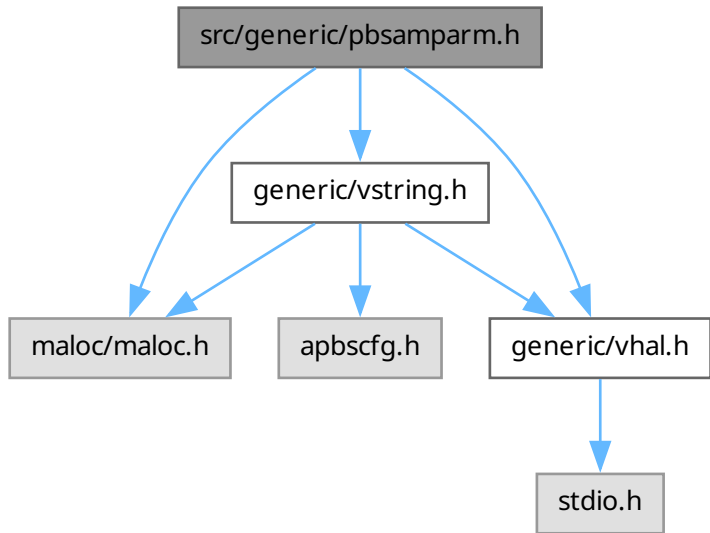 src/generic/pbsamparm.h
generic/vstring.h
maloc/maloc.h
apbscfg.h
generic/vhal.h
stdio.h